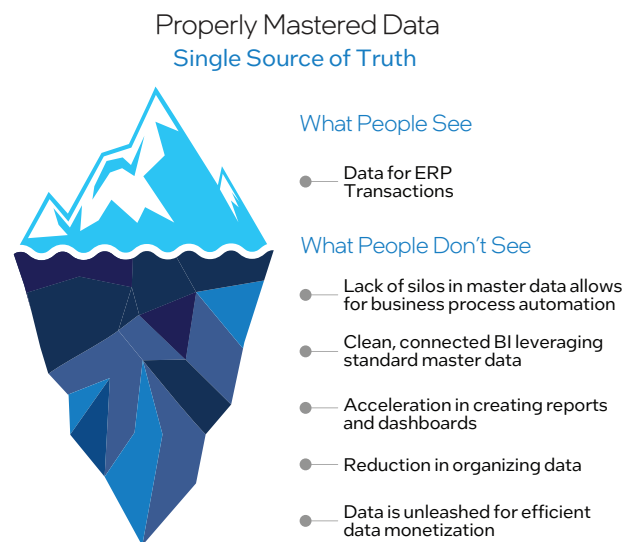 Properly Mastered Data
Single Source of Truth
What People See
Data for ERP
Transactions
What People Don't See
Lack of silos in master data allows
for business process automation
Clean, connected BI leveraging
standard master data
Acceleration in creating reports
and dashboards
Reduction in organizing data
Data is unleashed for efficient
data monetization